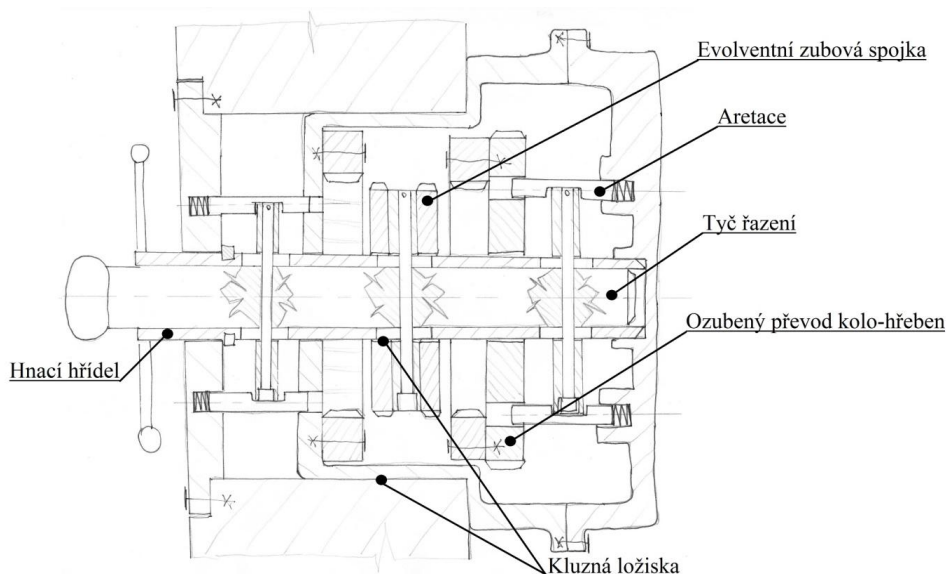 Evolventní zubová spojka
Aretace
Tyč řazení
Ozubený převod kolo-hřeben
Hnací hřídel
Kluzná ložiska